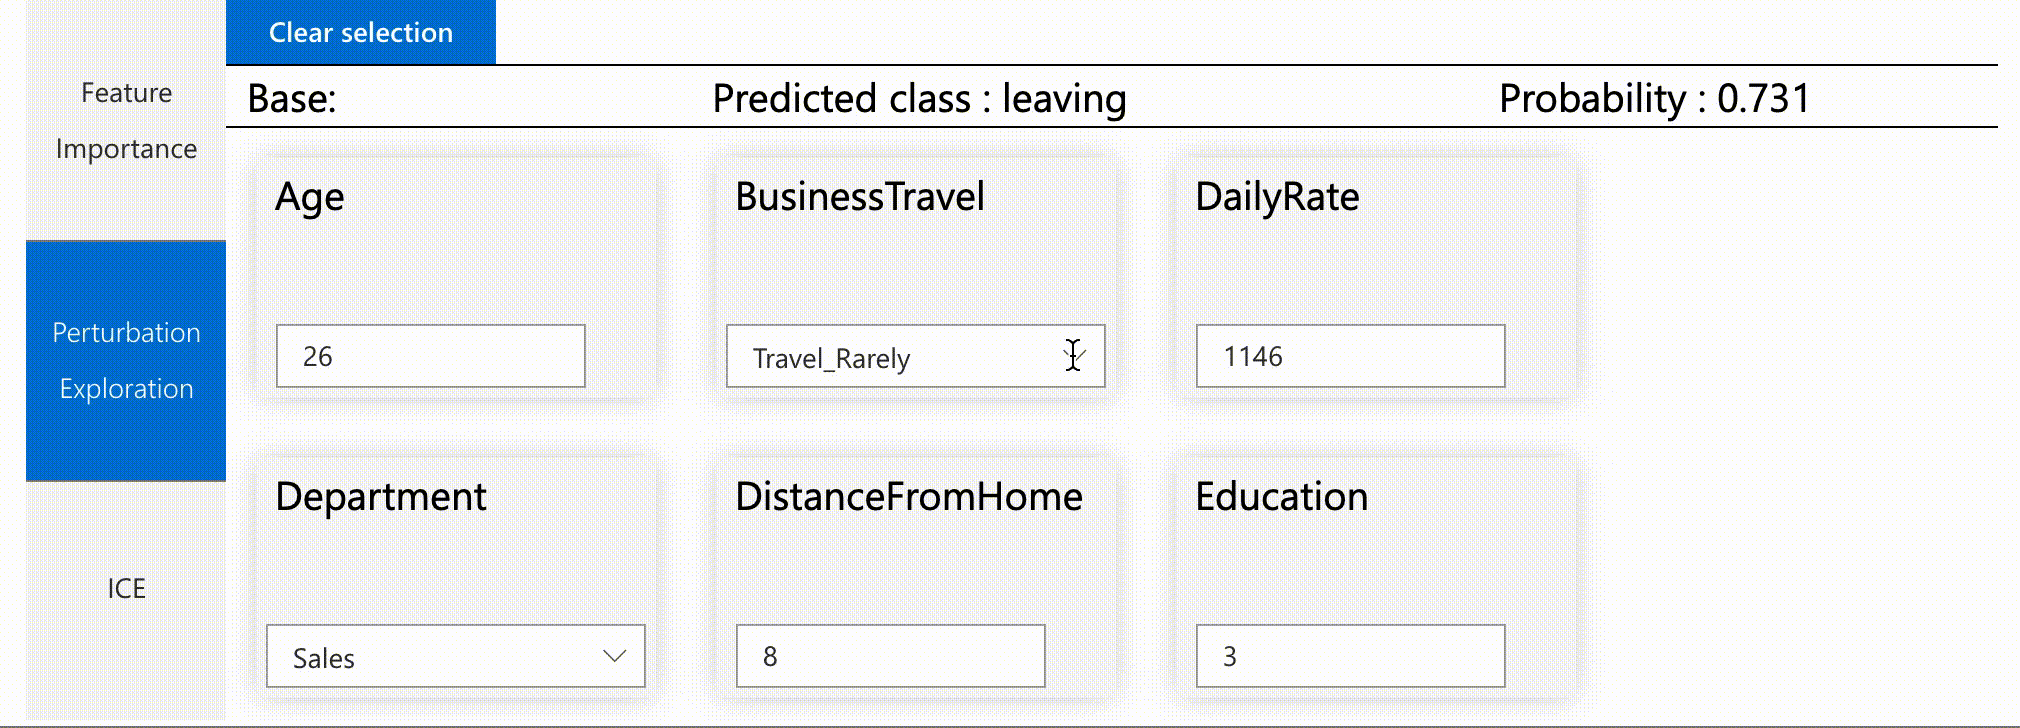 Clear selection
Feature
Importance
Perturbation
Exploration
ICE
Base:
Predicted class : leaving
Probability : 0.731
Age
26
BusinessTravel
Travel_Rarely
DailyRate
1146
Department
Sales
DistanceFromHome
8
Education
3